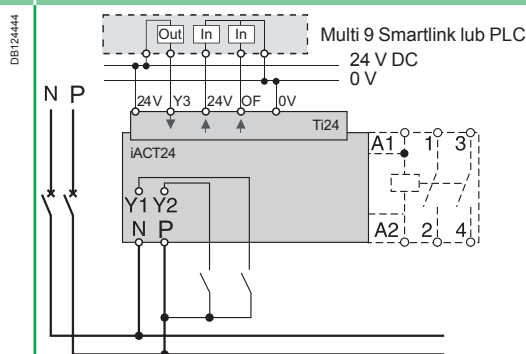 DB124444
Out In In
Multi 9 Smartlink lub PLC
24 V DC
0 V
N P
24V Y3 24V OF 0V
Ti24
iACT24
A1 1 3
Y1 Y2
N P
A2 2 4